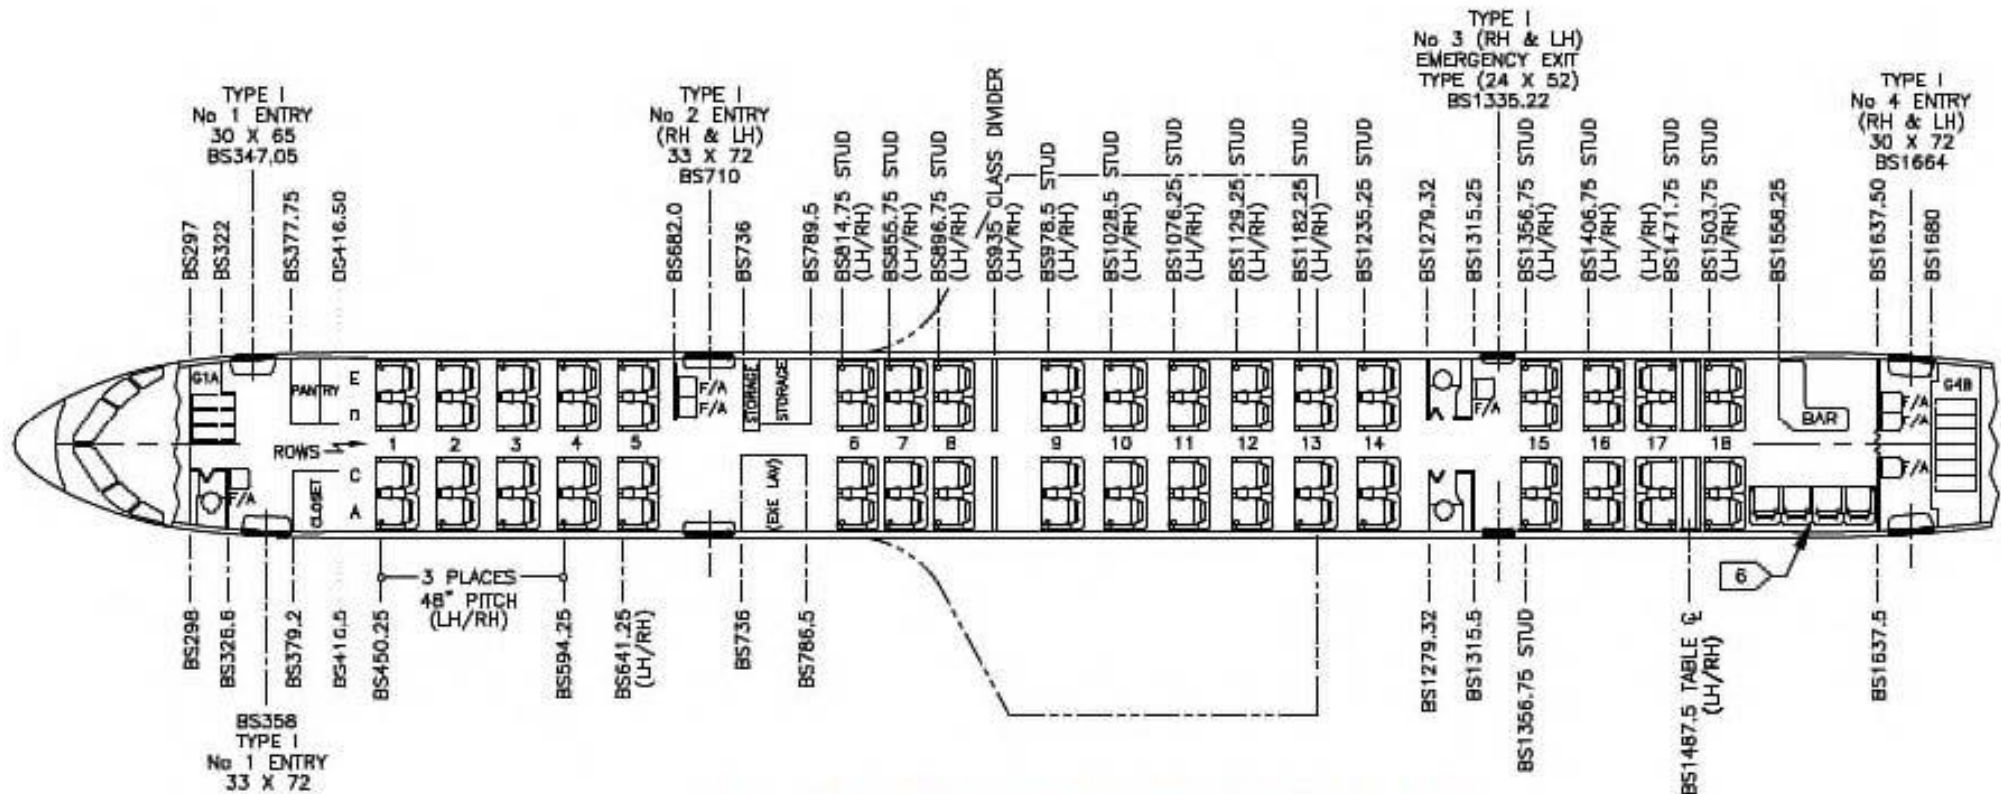 TYPE I
No 1 ENTRY
30 X 65
BS347.05
TYPE I
No 2 ENTRY
(RH & LH)
33 X 72
BS710
TYPE I
No 3 (RH & LH)
EMERGENCY EXIT
TYPE (24 X 52)
BS1335.22
TYPE I
No 4 ENTRY
(RH & LH)
30 X 72
BS1664
BS297
BS322
BS377.75
BS416.50
BS682.0
BS736
BS789.5
BS814.75 STUD
(LH/RH)
BS855.75 STUD
(LH/RH)
BS896.75 STUD
(LH/RH)
BS935 CLASS DIVIDER
(LH/RH)
BS978.5 STUD
(LH/RH)
BS1028.5 STUD
(LH/RH)
BS1076.25 STUD
(LH/RH)
BS1129.25 STUD
(LH/RH)
BS1182.25 STUD
(LH/RH)
BS1235.25 STUD
BS1279.32
BS1315.25
BS1356.75 STUD
(LH/RH)
BS1406.75 STUD
(LH/RH)
(LH/RH)
BS1471.75 STUD
BS1503.75 STUD
(LH/RH)
BS1558.25
BS1637.50
BS1680
G1A
PANTRY
E
D
F/A
F/A
STORAGE
STORAGE
F/A
BAR
F/A
F/A
G4B
ROWS
1 2 3 4 5 6 7 8 9 10 11 12 13 14 15 16 17 18
F/A
CLOSET
C
A
(EXE LAV)
F/A
6
3 PLACES
48" PITCH
(LH/RH)
BS298
BS326.6
BS379.2
BS416.5
BS450.25
BS594.25
BS641.25
(LH/RH)
BS736
BS786.5
BS1279.32
BS1315.5
BS1356.75 STUD
BS1487.5 TABLE ℄
(LH/RH)
BS1637.5
BS358
TYPE I
No 1 ENTRY
33 X 72